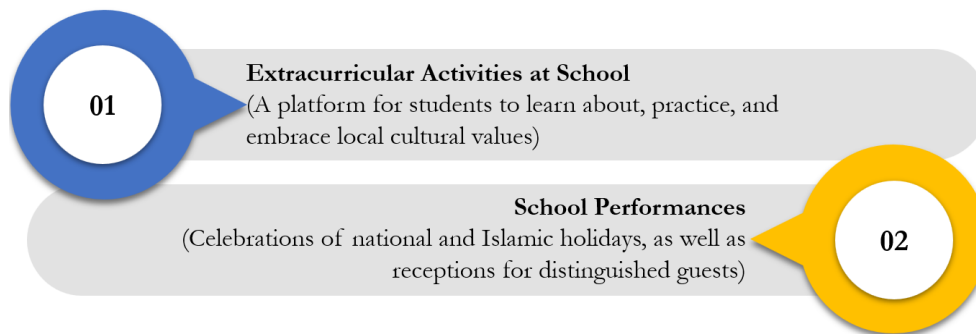 01
Extracurricular Activities at School
(A platform for students to learn about, practice, and
embrace local cultural values)
School Performances
(Celebrations of national and Islamic holidays, as well as
receptions for distinguished guests)
02